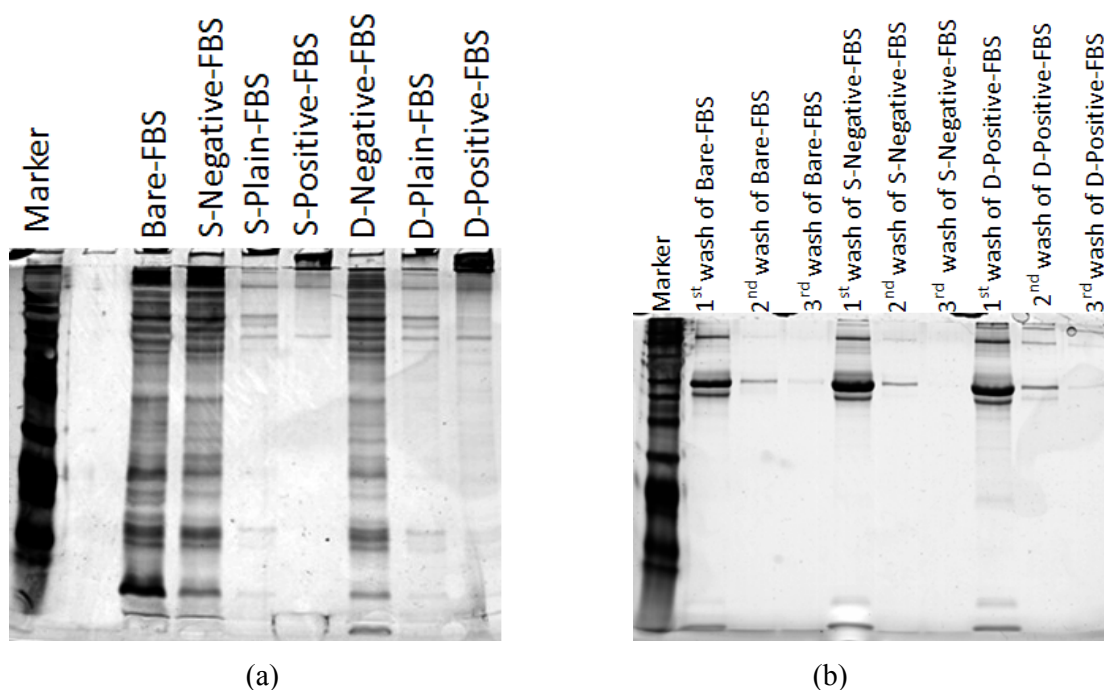 Marker
Bare-FBS
S-Negative-FBS
S-Plain-FBS
S-Positive-FBS
D-Negative-FBS
D-Plain-FBS
D-Positive-FBS
(a)
Marker
1st wash of Bare-FBS
2nd wash of Bare-FBS
3rd wash of Bare-FBS
1st wash of S-Negative-FBS
2nd wash of S-Negative-FBS
3rd wash of S-Negative-FBS
1st wash of D-Positive-FBS
2nd wash of D-Positive-FBS
3rd wash of D-Positive-FBS
(b)